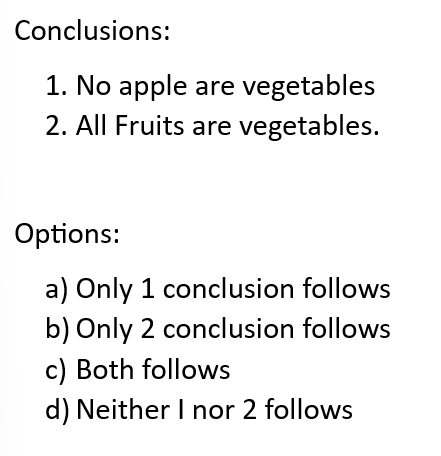 Conclusions:
1. No apple are vegetables
2. All Fruits are vegetables.
Options:
a) Only 1 conclusion follows
b) Only 2 conclusion follows
c) Both follows
d) Neither I nor 2 follows